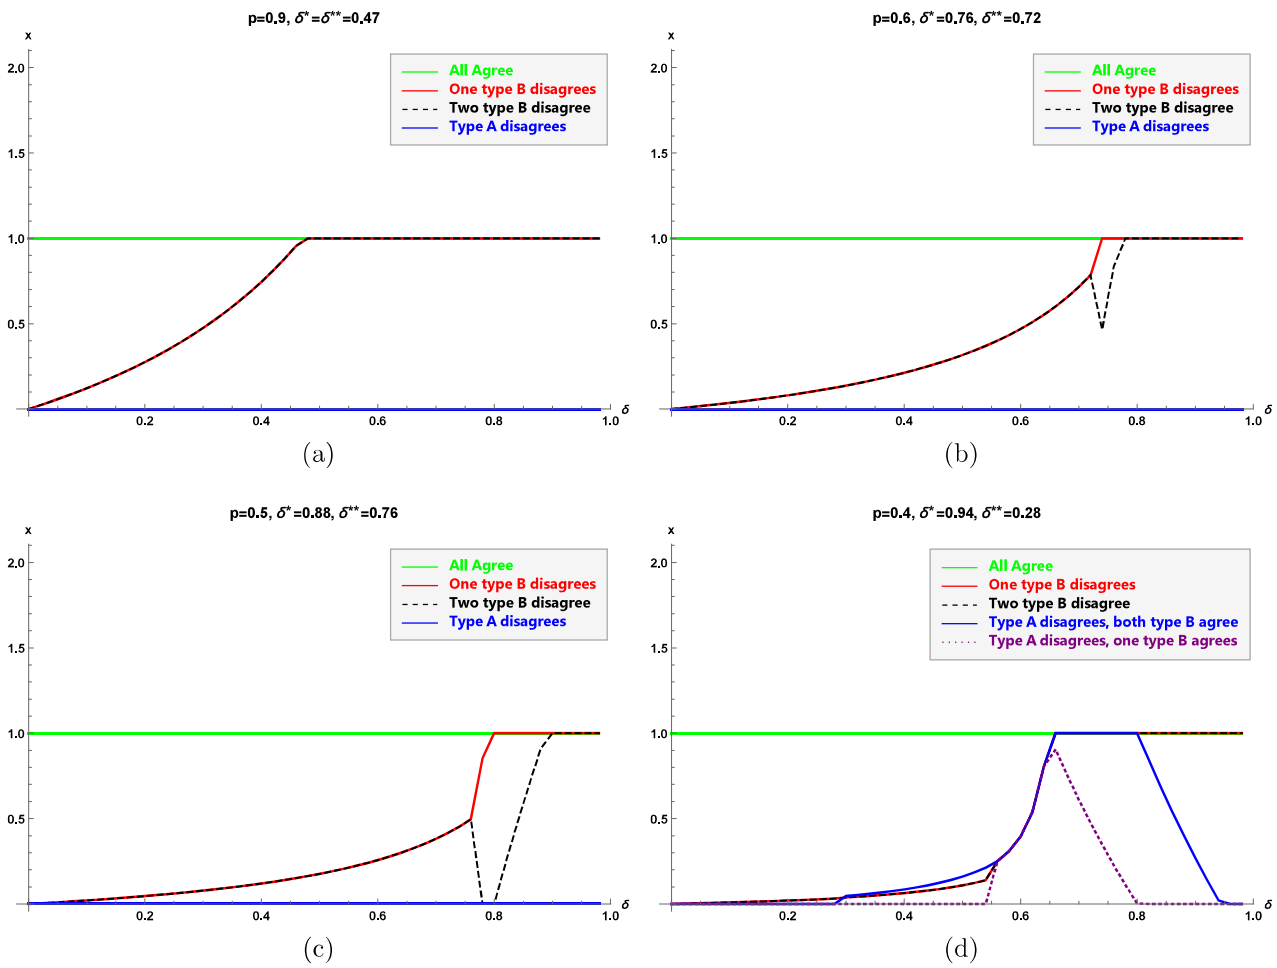 p=0.9, δ*=δ**=0.47
x
2.0
1.5
1.0
0.5
0.2 0.4 0.6 0.8 1.0 δ
All Agree
One type B disagrees
Two type B disagree
Type A disagrees
(a)
p=0.6, δ*=0.76, δ**=0.72
x
2.0
1.5
1.0
0.5
0.2 0.4 0.6 0.8 1.0 δ
All Agree
One type B disagrees
Two type B disagree
Type A disagrees
(b)
p=0.5, δ*=0.88, δ**=0.76
x
2.0
1.5
1.0
0.5
0.2 0.4 0.6 0.8 1.0 δ
All Agree
One type B disagrees
Two type B disagree
Type A disagrees
(c)
p=0.4, δ*=0.94, δ**=0.28
x
2.0
1.5
1.0
0.5
0.2 0.4 0.6 0.8 1.0 δ
All Agree
One type B disagrees
Two type B disagree
Type A disagrees, both type B agree
Type A disagrees, one type B agrees
(d)